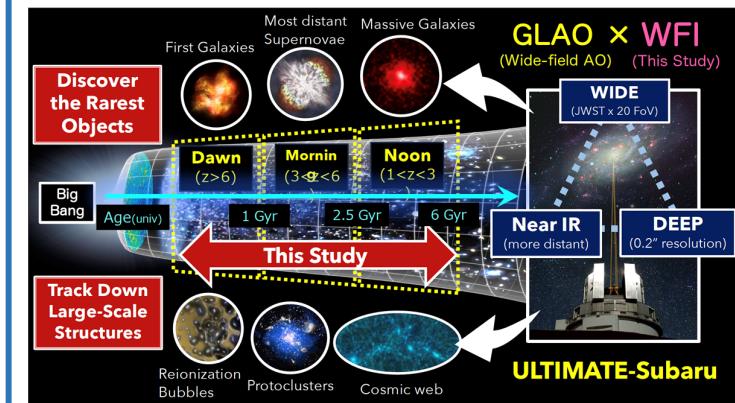 Most distant
Supernovae
First Galaxies
Massive Galaxies
GLAO × WFI
(Wide-field AO)
(This Study)
Discover
the Rarest
Objects
WIDE
(JWST x 20 FoV)
Dawn
(z>6)
Mornin
g
(3<z<6
)
Noon
(1<z<3
)
Big
Bang
Age(univ)
1 Gyr
2.5 Gyr
6 Gyr
Near IR
(more distant)
DEEP
(0.2” resolution)
This Study
Track Down
Large-Scale
Structures
Reionization
Bubbles
Protoclusters
Cosmic web
ULTIMATE-Subaru